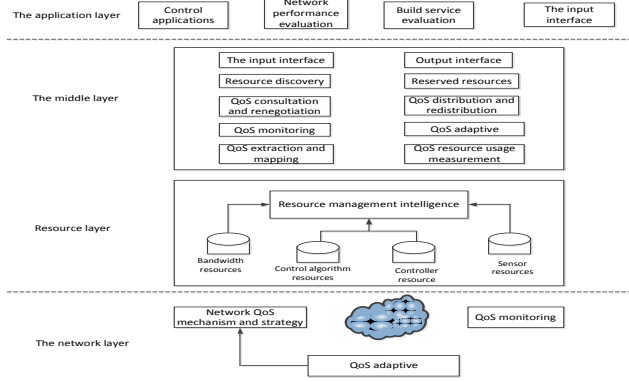 The application layer
Control
applications
Network
performance
evaluation
Build service
evaluation
The input
interface
The middle layer
The input interface
Output interface
Resource discovery
Reserved resources
QoS consultation
and renegotiation
QoS distribution and
redistribution
QoS monitoring
QoS adaptive
QoS extraction and
mapping
QoS resource usage
measurement
Resource layer
Resource management intelligence
Bandwidth
resources
Control algorithm
resources
Controller
resource
Sensor
resources
The network layer
Network QoS
mechanism and strategy
QoS monitoring
QoS adaptive